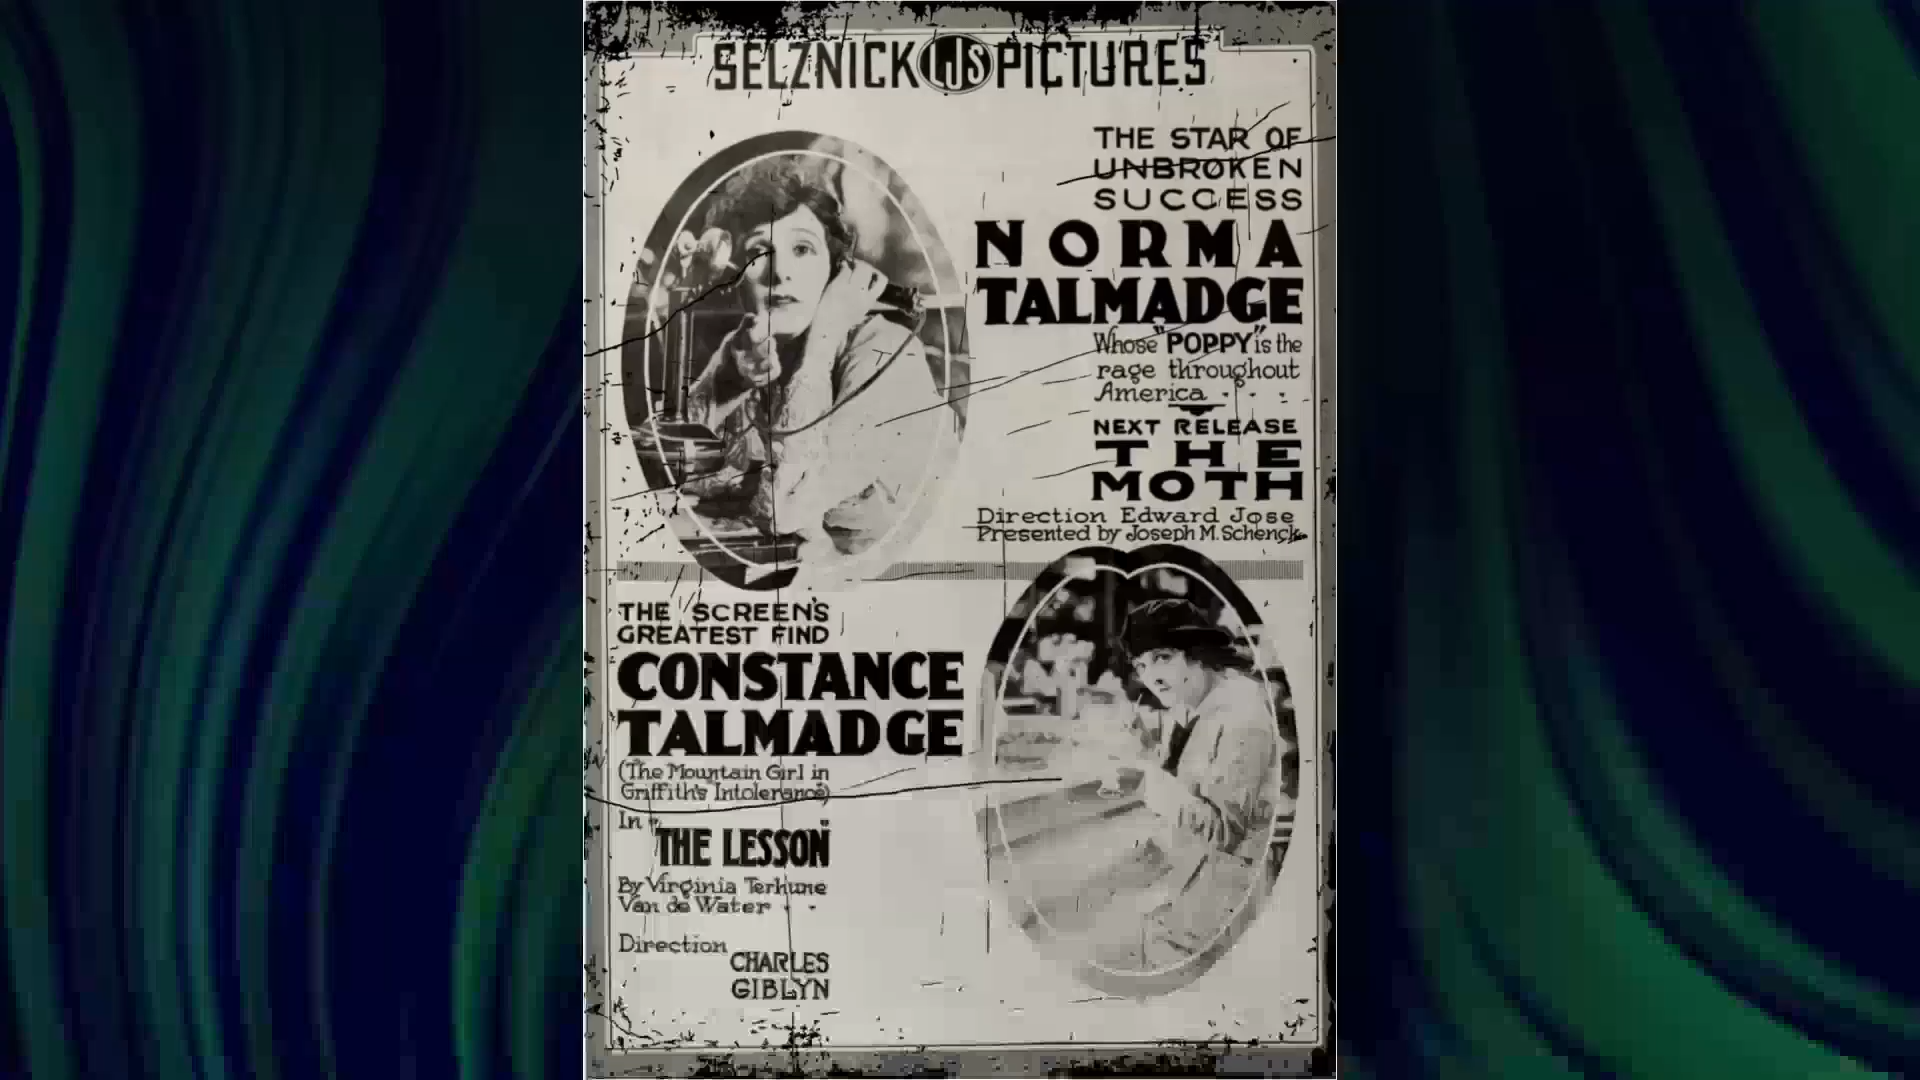 SELZNICK LJS PICTURES
THE STAR OF
UNBROKEN
SUCCESS
NORMA
TALMADGE
Whose "POPPY" is the
rage throughout
America
NEXT RELEASE
THE
MOTH
Direction Edward Jose
Presented by Joseph M. Schenck
THE SCREEN'S
GREATEST FIND
CONSTANCE
TALMADGE
(The Mountain Girl in
Griffith's Intolerance)
In
"THE LESSON"
By Virginia Terhune
Van de Water
Direction
CHARLES
GIBLYN